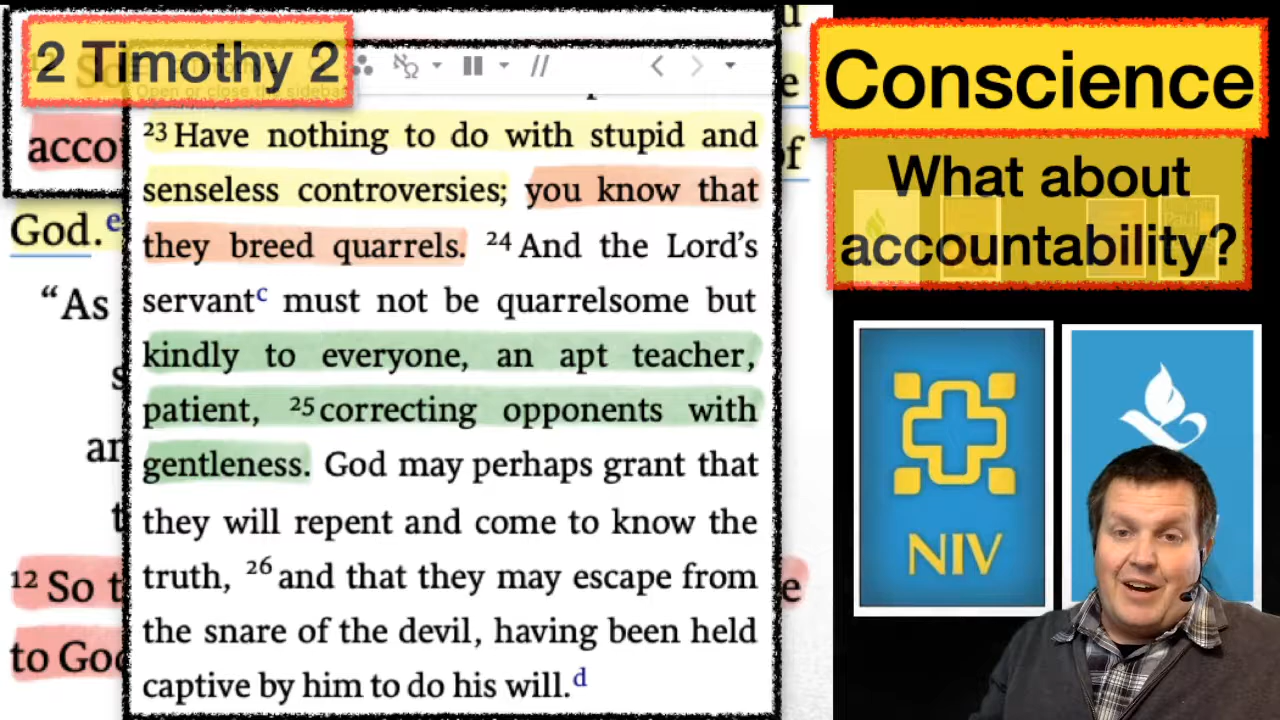 2 Timothy 2
acco
God.e
“As
12 So t
to Go
e
of
e
23 Have nothing to do with stupid and
senseless controversies; you know that
they breed quarrels. 24 And the Lord’s
servantc must not be quarrelsome but
kindly to everyone, an apt teacher,
patient, 25 correcting opponents with
gentleness. God may perhaps grant that
they will repent and come to know the
truth, 26 and that they may escape from
the snare of the devil, having been held
captive by him to do his will.d
Conscience
What about
accountability?
NIV